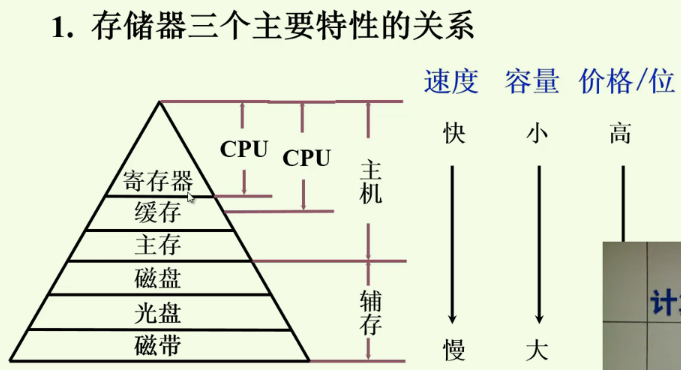 1. 存储器三个主要特性的关系
速度 容量 价格/位
快 小 高
CPU CPU 主机
寄存器
缓存
主存
磁盘
光盘
磁带
辅存
慢 大